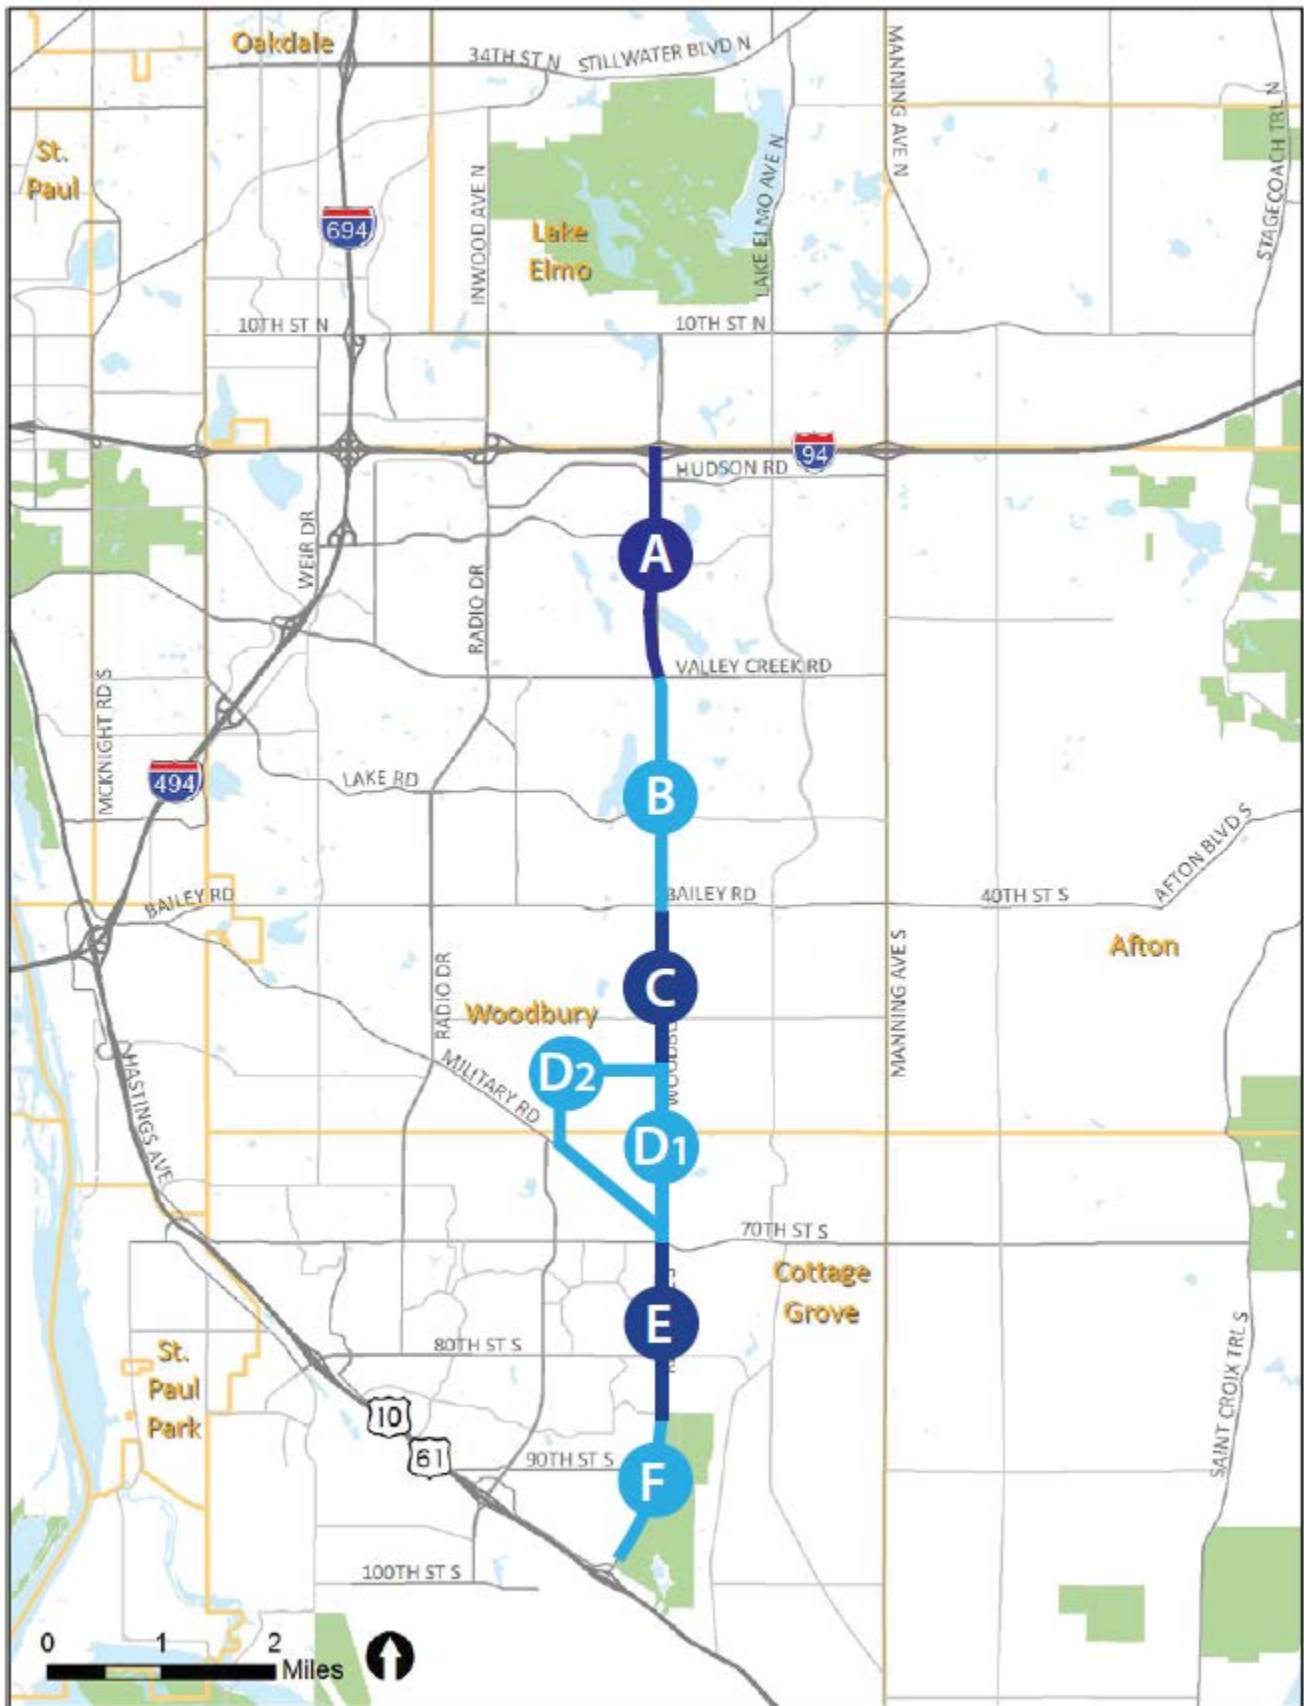 Oakdale
34TH ST N
STILLWATER BLVD N
MANNING AVE N
STAGECOACH TRL N
St.
Paul
694
INWOOD AVE N
Lake
Elmo
LAKE ELMO AVE N
10TH ST N
10TH ST N
94
HUDSON RD
A
WEIR DR
RADIO DR
VALLEY CREEK RD
MCKNIGHT RD S
494
LAKE RD
B
AFTON BLVD S
BAILEY RD
BAILEY RD
40TH ST S
Afton
RADIO DR
C
MANNING AVE S
Woodbury
D2
MILITARY RD
HASTINGS AVE
D1
70TH ST S
Cottage
Grove
E
80TH ST S
St.
Paul
Park
SAINT CROIX TRL S
10
61
90TH ST S
F
100TH ST S
0 1 2
Miles